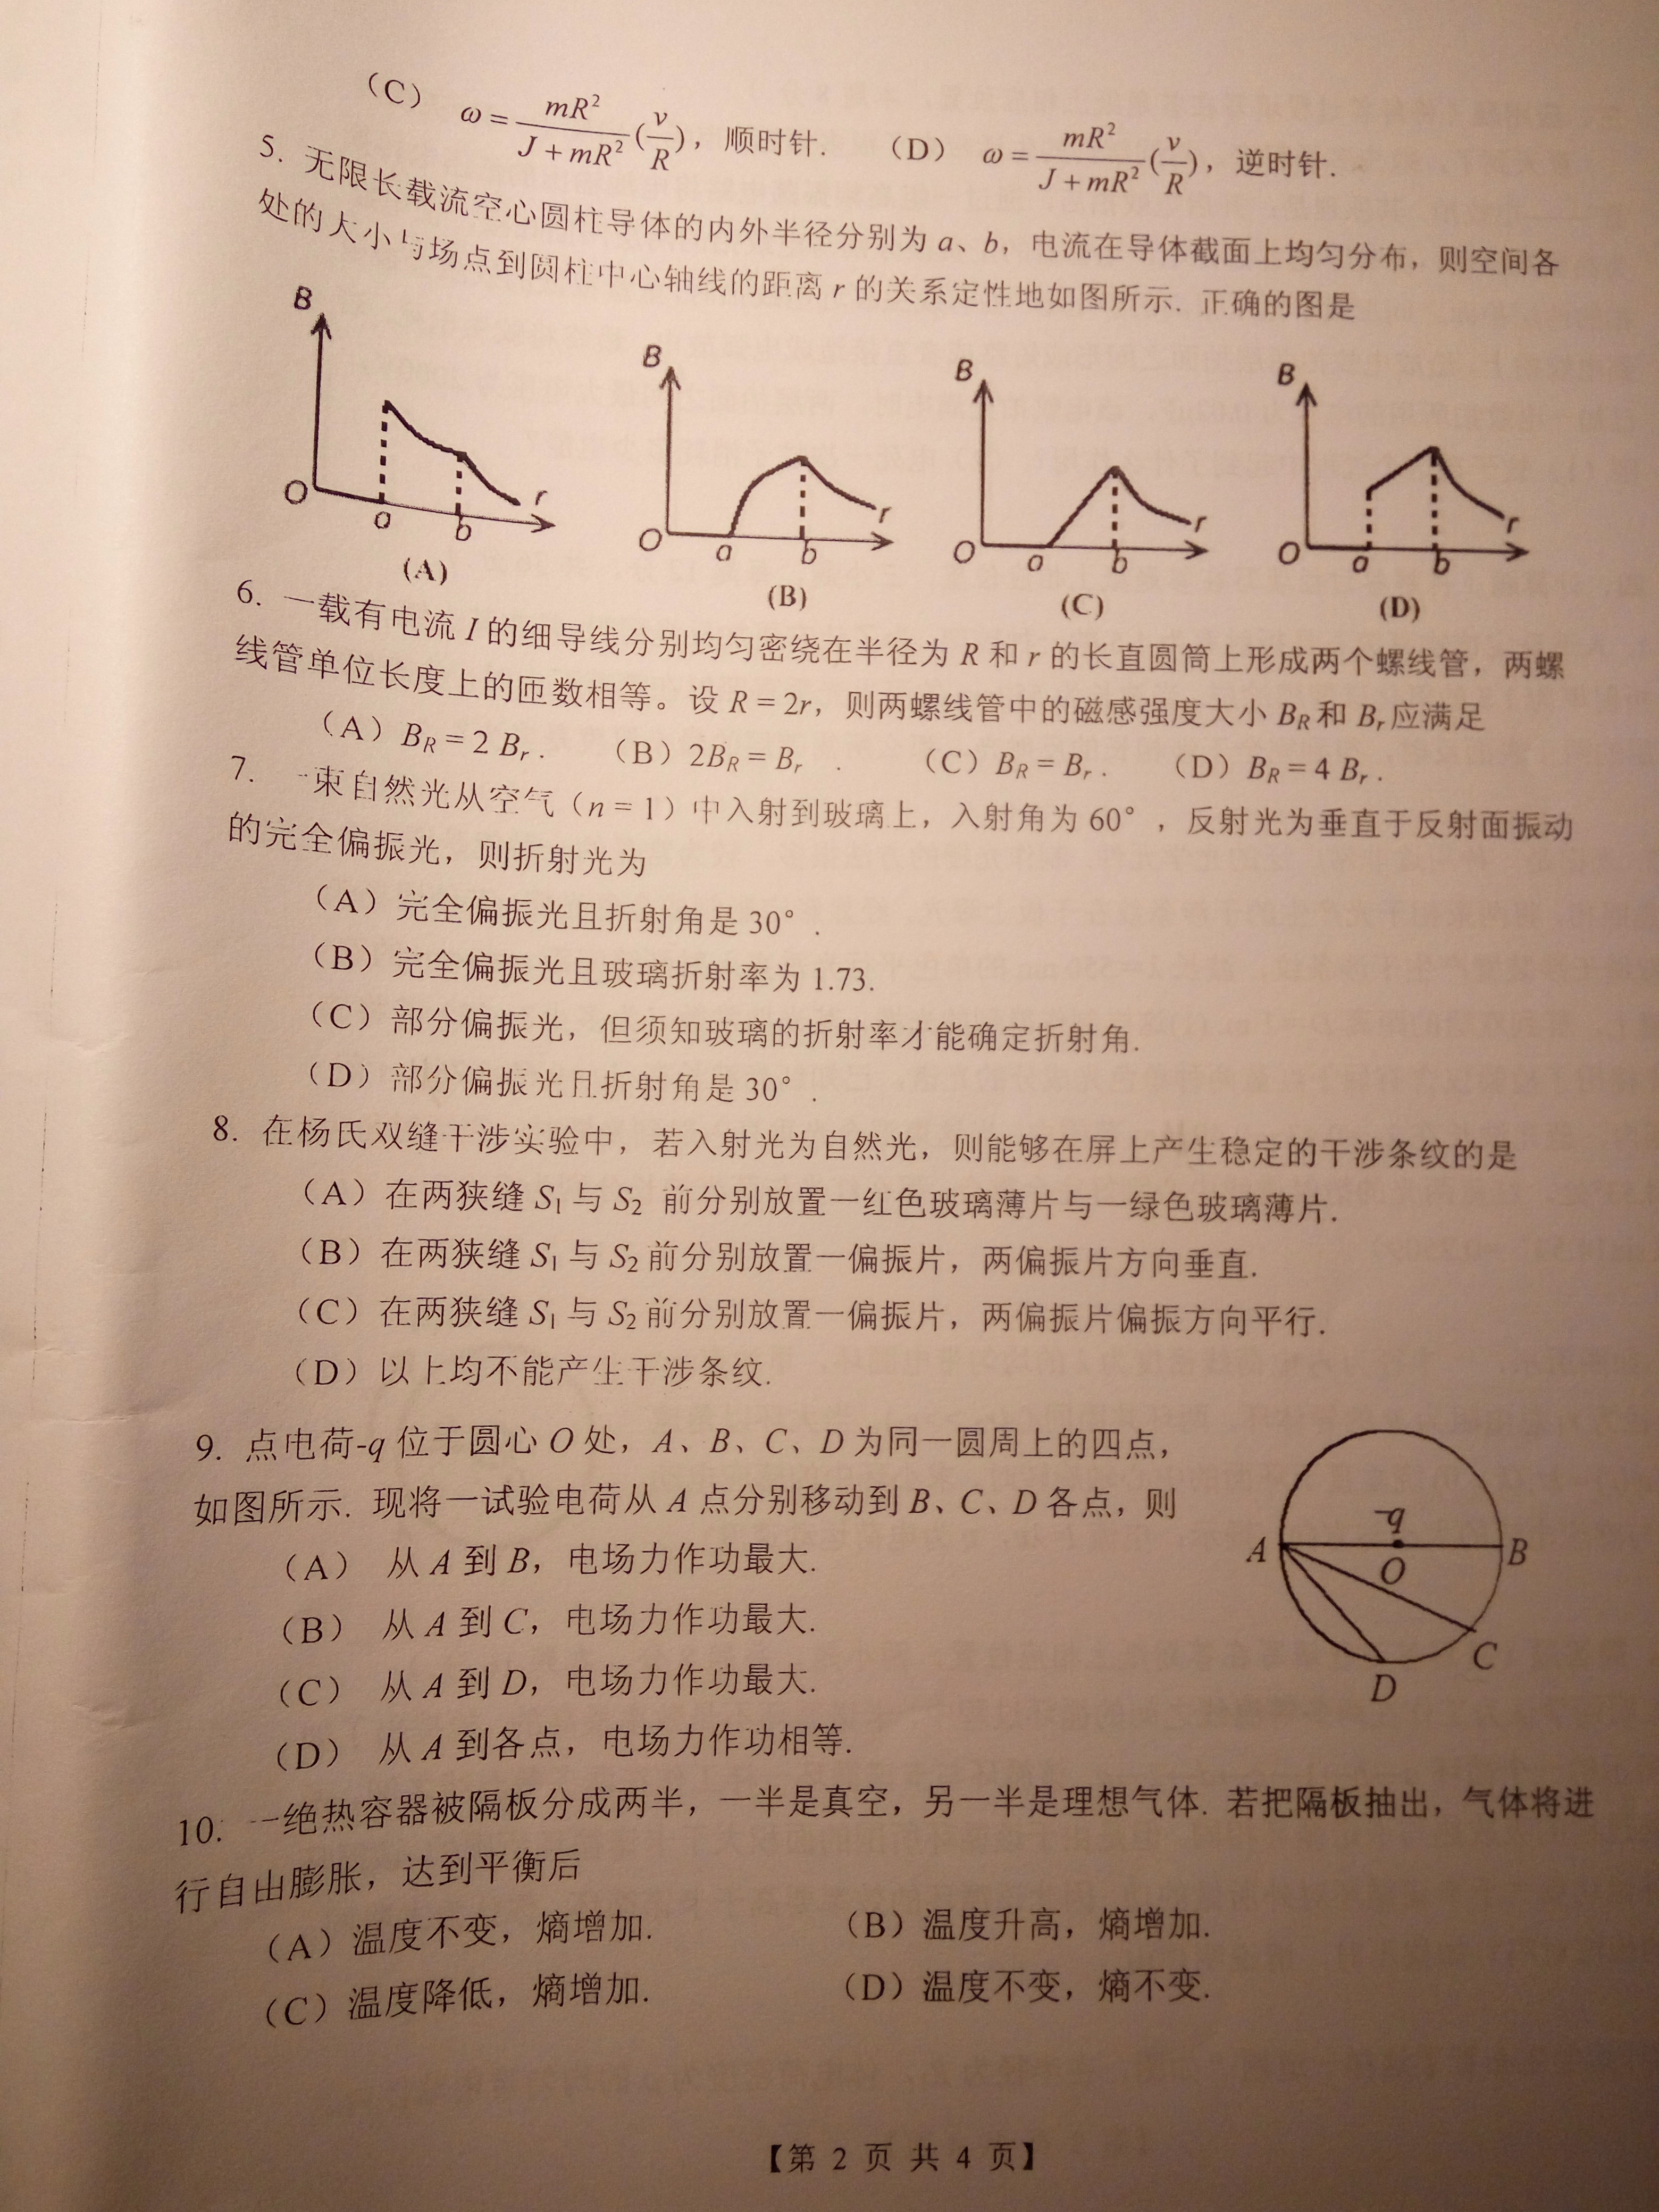 （C） ω = mR²/(J + mR²) (v/R)，顺时针. （D） ω = mR²/(J + mR²) (v/R)，逆时针.
5. 无限长载流空心圆柱导体的内外半径分别为 a、b，电流在导体截面上均匀分布，则空间各
处的大小与场点到圆柱中心轴线的距离 r 的关系定性地如图所示. 正确的图是
B O a b r (A)
B O a b r (B)
B O a b r (C)
B O a b r (D)
6. 一载有电流 I 的细导线分别均匀密绕在半径为 R 和 r 的长直圆筒上形成两个螺线管，两螺
线管单位长度上的匝数相等。设 R = 2r，则两螺线管中的磁感强度大小 B_R 和 B_r 应满足
（A）B_R = 2 B_r . （B）2B_R = B_r . （C）B_R = B_r . （D）B_R = 4 B_r .
7. 一束自然光从空气（n = 1）中入射到玻璃上，入射角为 60°，反射光为垂直于反射面振动
的完全偏振光，则折射光为
（A）完全偏振光且折射角是 30° .
（B）完全偏振光且玻璃折射率为 1.73.
（C）部分偏振光，但须知玻璃的折射率才能确定折射角.
（D）部分偏振光且折射角是 30° .
8. 在杨氏双缝干涉实验中，若入射光为自然光，则能够在屏上产生稳定的干涉条纹的是
（A）在两狭缝 S₁ 与 S₂ 前分别放置一红色玻璃薄片与一绿色玻璃薄片.
（B）在两狭缝 S₁ 与 S₂ 前分别放置一偏振片，两偏振片方向垂直.
（C）在两狭缝 S₁ 与 S₂ 前分别放置一偏振片，两偏振片偏振方向平行.
（D）以上均不能产生干涉条纹.
9. 点电荷-q 位于圆心 O 处，A、B、C、D 为同一圆周上的四点，
如图所示. 现将一试验电荷从 A 点分别移动到 B、C、D 各点，则
（A） 从 A 到 B，电场力作功最大.
（B） 从 A 到 C，电场力作功最大.
（C） 从 A 到 D，电场力作功最大.
（D） 从 A 到各点，电场力作功相等.
-q
A O B
C
D
10. 一绝热容器被隔板分成两半，一半是真空，另一半是理想气体. 若把隔板抽出，气体将进
行自由膨胀，达到平衡后
（A）温度不变，熵增加. （B）温度升高，熵增加.
（C）温度降低，熵增加. （D）温度不变，熵不变.
【第 2 页 共 4 页】